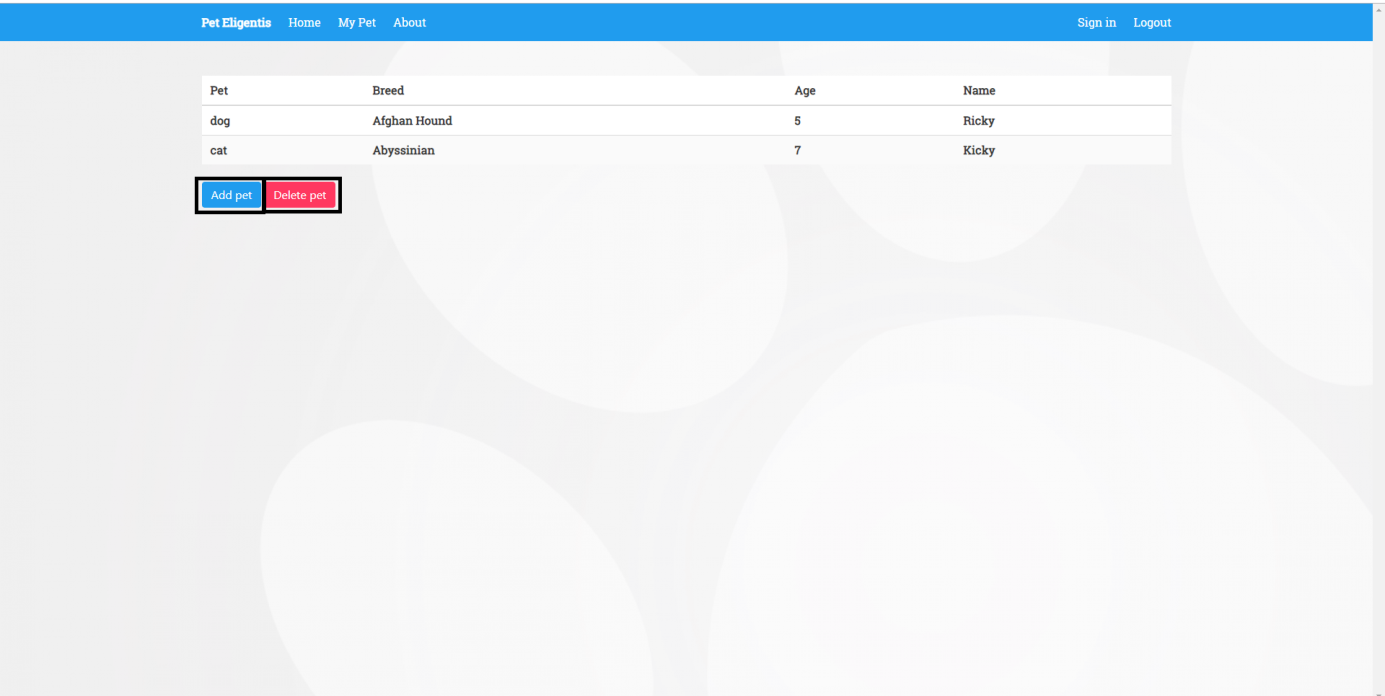 Pet Eligentis Home My Pet About Sign in Logout
Pet Breed Age Name
dog Afghan Hound 5 Ricky
cat Abyssinian 7 Kicky
Add pet Delete pet